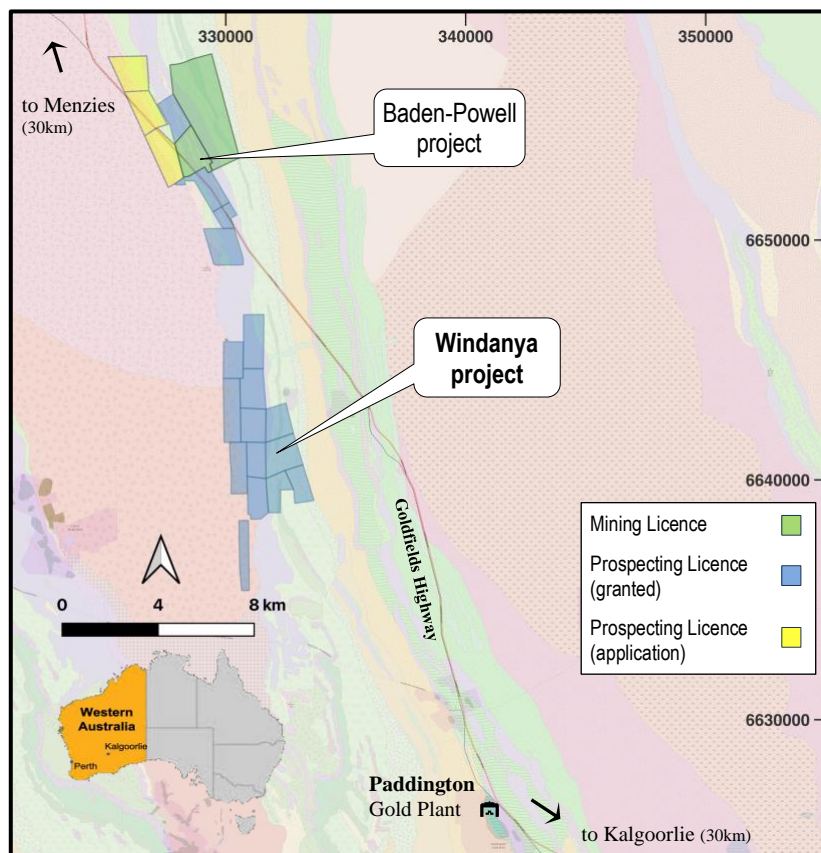 330000
340000
350000
to Menzies
(30km)
Baden-Powell
project
6650000
Windanya
project
6640000
Goldfields Highway
Mining Licence
Prospecting Licence
(granted)
Prospecting Licence
(application)
0 4 8 km
Western
Australia
Kalgoorlie
Perth
6630000
Paddington
Gold Plant
to Kalgoorlie (30km)